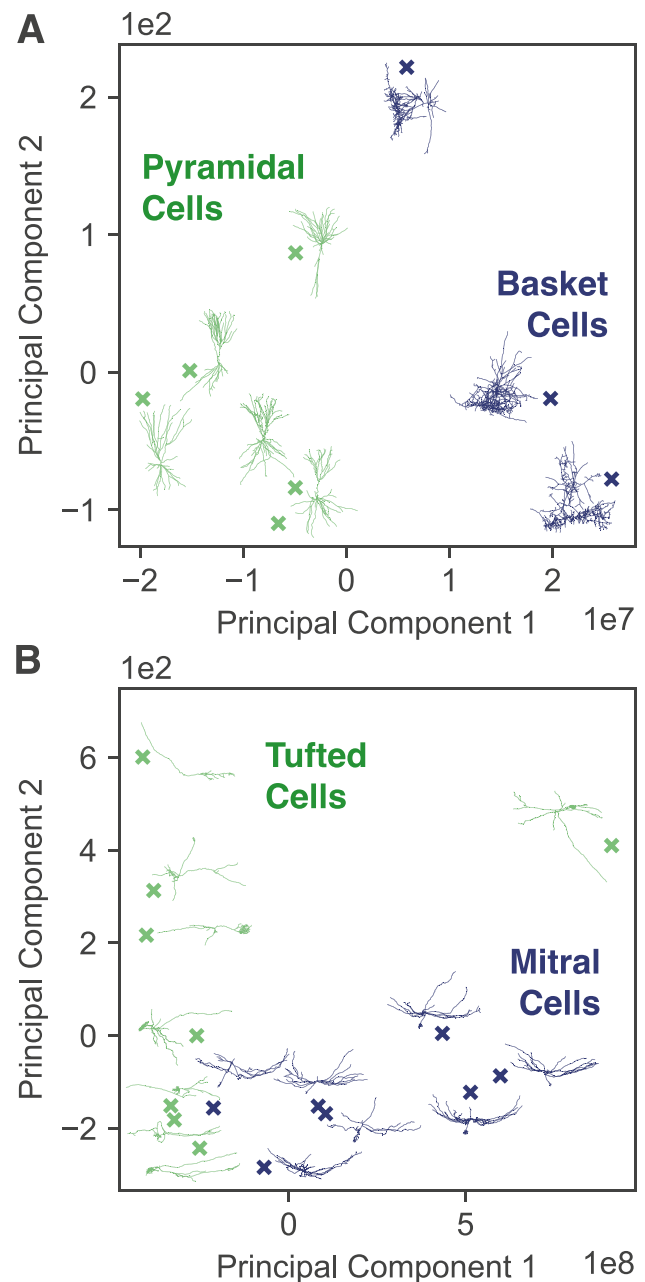 A
1e2
2
Pyramidal
Cells
1
Basket
Cells
0
−1
Principal Component 2
−2
−1
0
1
2
Principal Component 1
1e7
B
1e2
6
Tufted
Cells
4
2
Mitral
Cells
0
−2
Principal Component 2
0
5
Principal Component 1
1e8